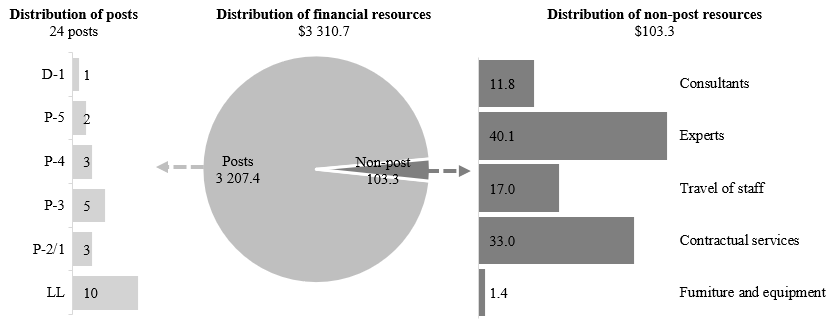 Distribution of posts
24 posts
D-1 1
P-5 2
P-4 3
P-3 5
P-2/1 3
LL 10
Distribution of financial resources
$3 310.7
Posts
3 207.4
Non-post
103.3
Distribution of non-post resources
$103.3
11.8 Consultants
40.1 Experts
17.0 Travel of staff
33.0 Contractual services
1.4 Furniture and equipment